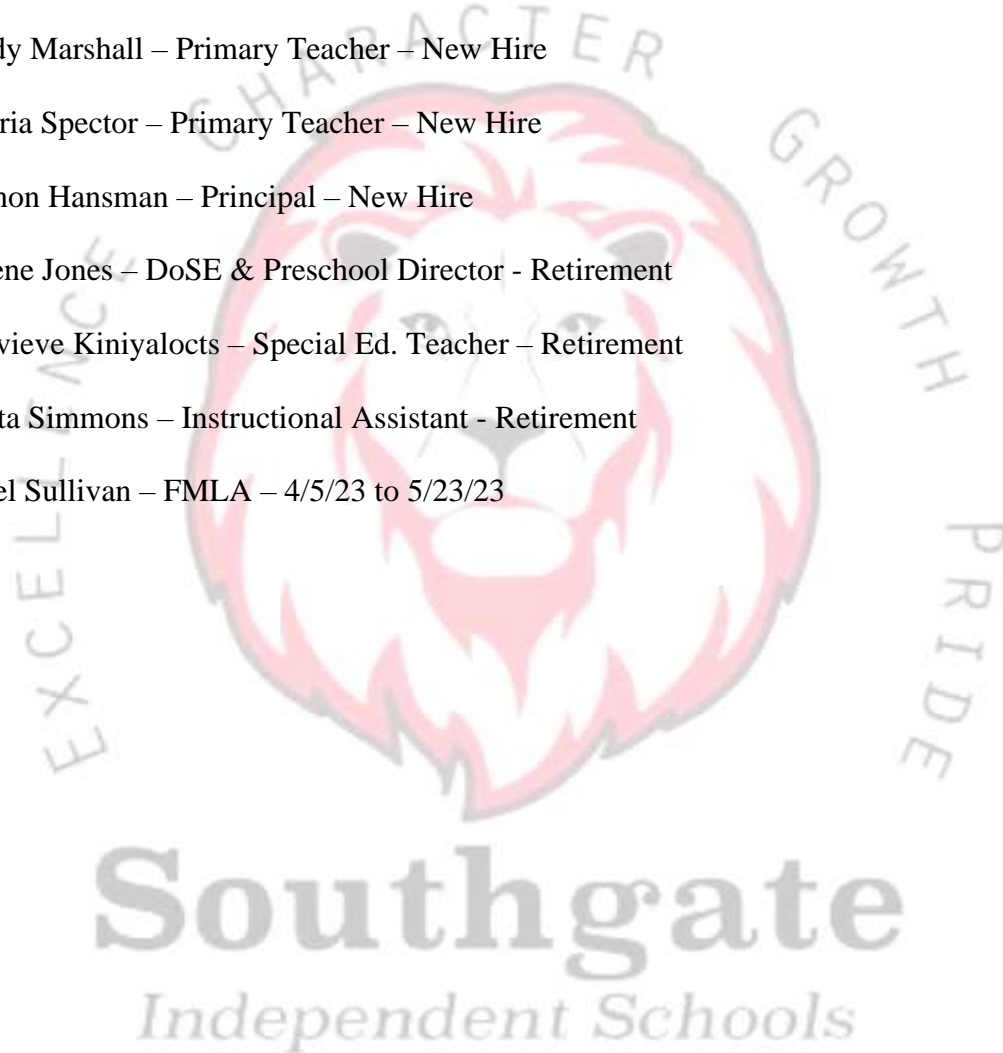 dy Marshall – Primary Teacher – New Hire
ria Spector – Primary Teacher – New Hire
non Hansman – Principal – New Hire
ene Jones – DoSE & Preschool Director - Retirement
vieve Kiniyalocts – Special Ed. Teacher – Retirement
ta Simmons – Instructional Assistant - Retirement
el Sullivan – FMLA – 4/5/23 to 5/23/23
EXCELLENCE
CHARACTER
GROWTH
PRIDE
Southgate
Independent Schools